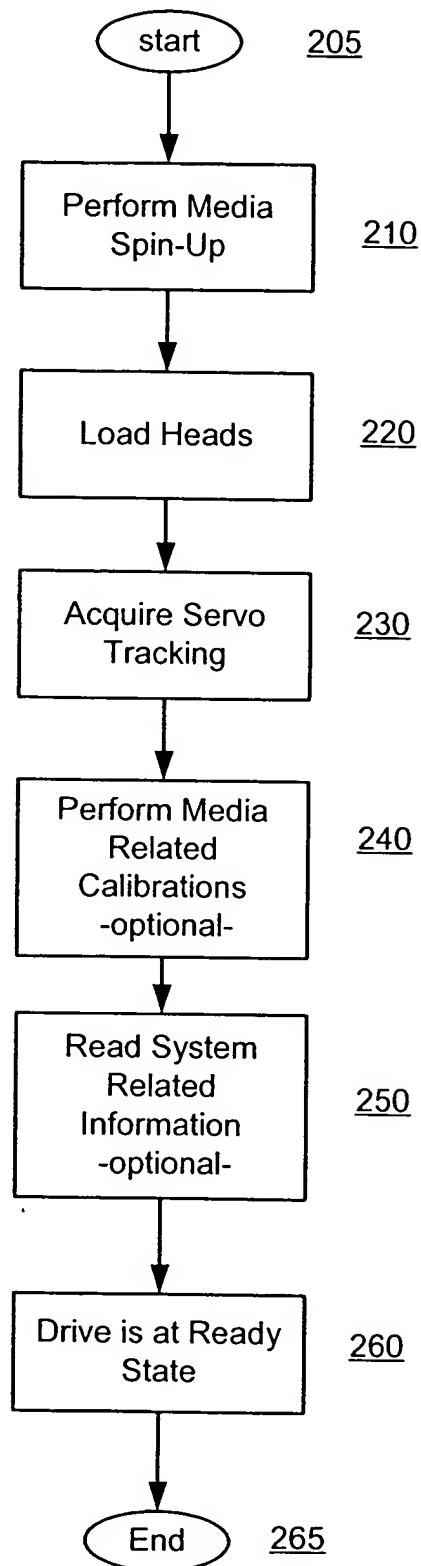 start 205
Perform Media
Spin-Up
210
Load Heads 220
Acquire Servo
Tracking
230
Perform Media
Related
Calibrations
-optional-
240
Read System
Related
Information
-optional-
250
Drive is at Ready
State
260
End 265